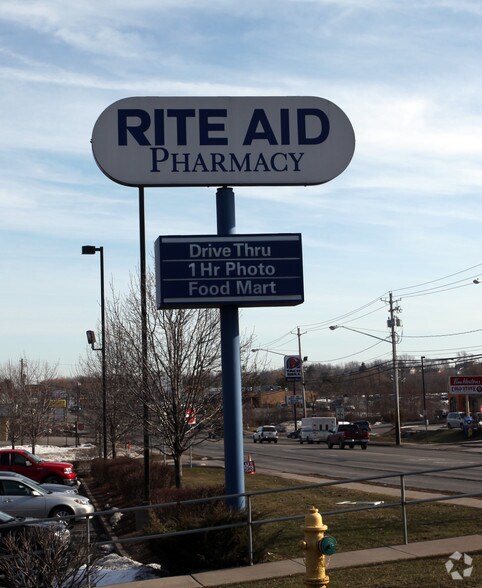 RITE AID
PHARMACY
Drive Thru
1 Hr Photo
Food Mart